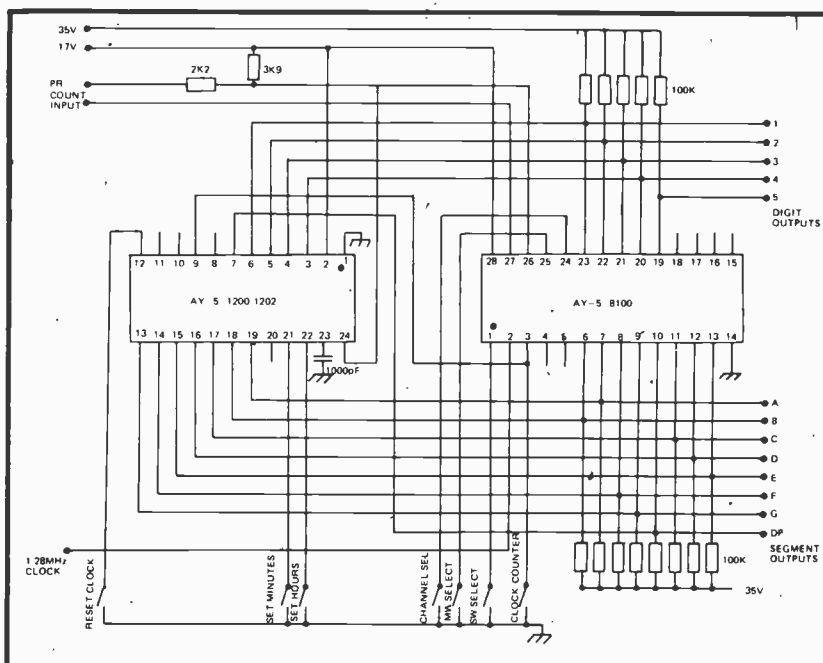 35V
17V
2K2
3K9
PR
COUNT
INPUT
100K
1
2
3
4
5
DIGIT
OUTPUTS
12 11 10 9 8 7 6 5 4 3 2 1
28 27 26 25 24 23 22 21 20 19 18 17 16 15
AY 5 1200 1202
AY-5 8100
13 14 15 16 17 18 19 20 21 22 23 24
1 2 3 4 5 6 7 8 9 10 11 12 13 14
1000pF
A
B
C
D
E
F
G
DP
SEGMENT
OUTPUTS
100K
35V
1 28MHz
CLOCK
RESET CLOCK
SET MINUTES
SET HOURS
CHANNEL SEL
MW SELECT
SW SELECT
CLOCK COUNTER